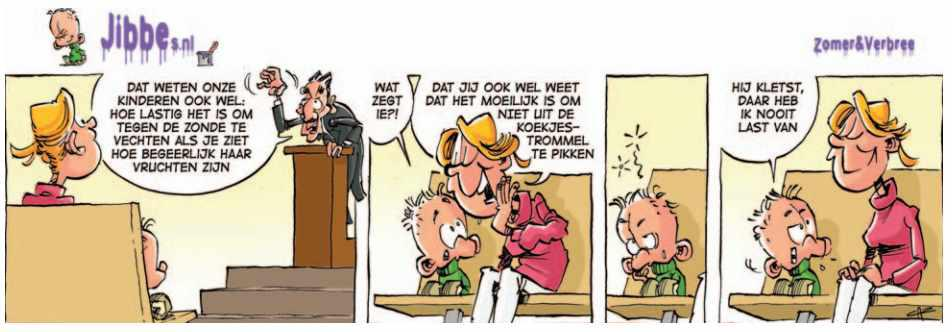 Jibbes.nl
Zomer&Verbree
DAT WETEN ONZE
KINDEREN OOK WEL:
HOE LASTIG HET IS OM
TEGEN DE ZONDE TE
VECHTEN ALS JE ZIET
HOE BEGEERLIJK HAAR
VRUCHTEN ZIJN
WAT
ZEGT
IE?!
DAT JIJ OOK WEL WEET
DAT HET MOEILIJK IS OM
NIET UIT DE
KOEKJES-
TROMMEL
TE PIKKEN
HIJ KLETST,
DAAR HEB
IK NOOIT
LAST VAN